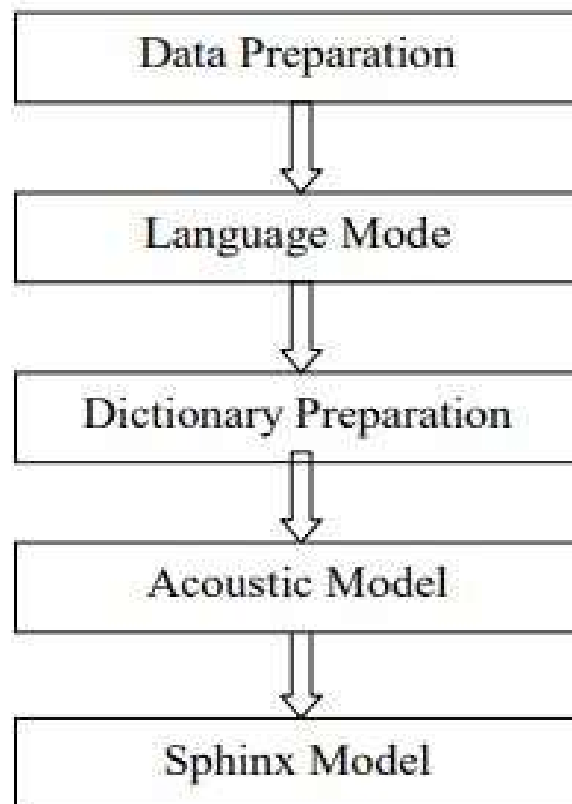 Data Preparation
Language Mode
Dictionary Preparation
Acoustic Model
Sphinx Model